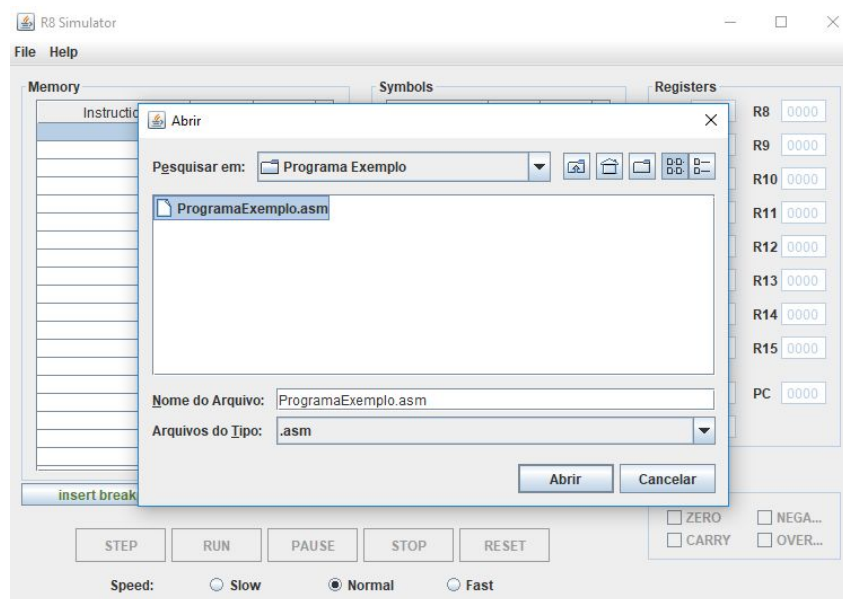 R8 Simulator
File Help
Memory
Symbols
Registers
Abrir
Pesquisar em: Programa Exemplo
ProgramaExemplo.asm
Nome do Arquivo: ProgramaExemplo.asm
Arquivos do Tipo: .asm
Abrir Cancelar
R8 0000
R9 0000
R10 0000
R11 0000
R12 0000
R13 0000
R14 0000
R15 0000
PC 0000
insert break
ZERO NEGA...
CARRY OVER...
STEP RUN PAUSE STOP RESET
Speed: Slow Normal Fast